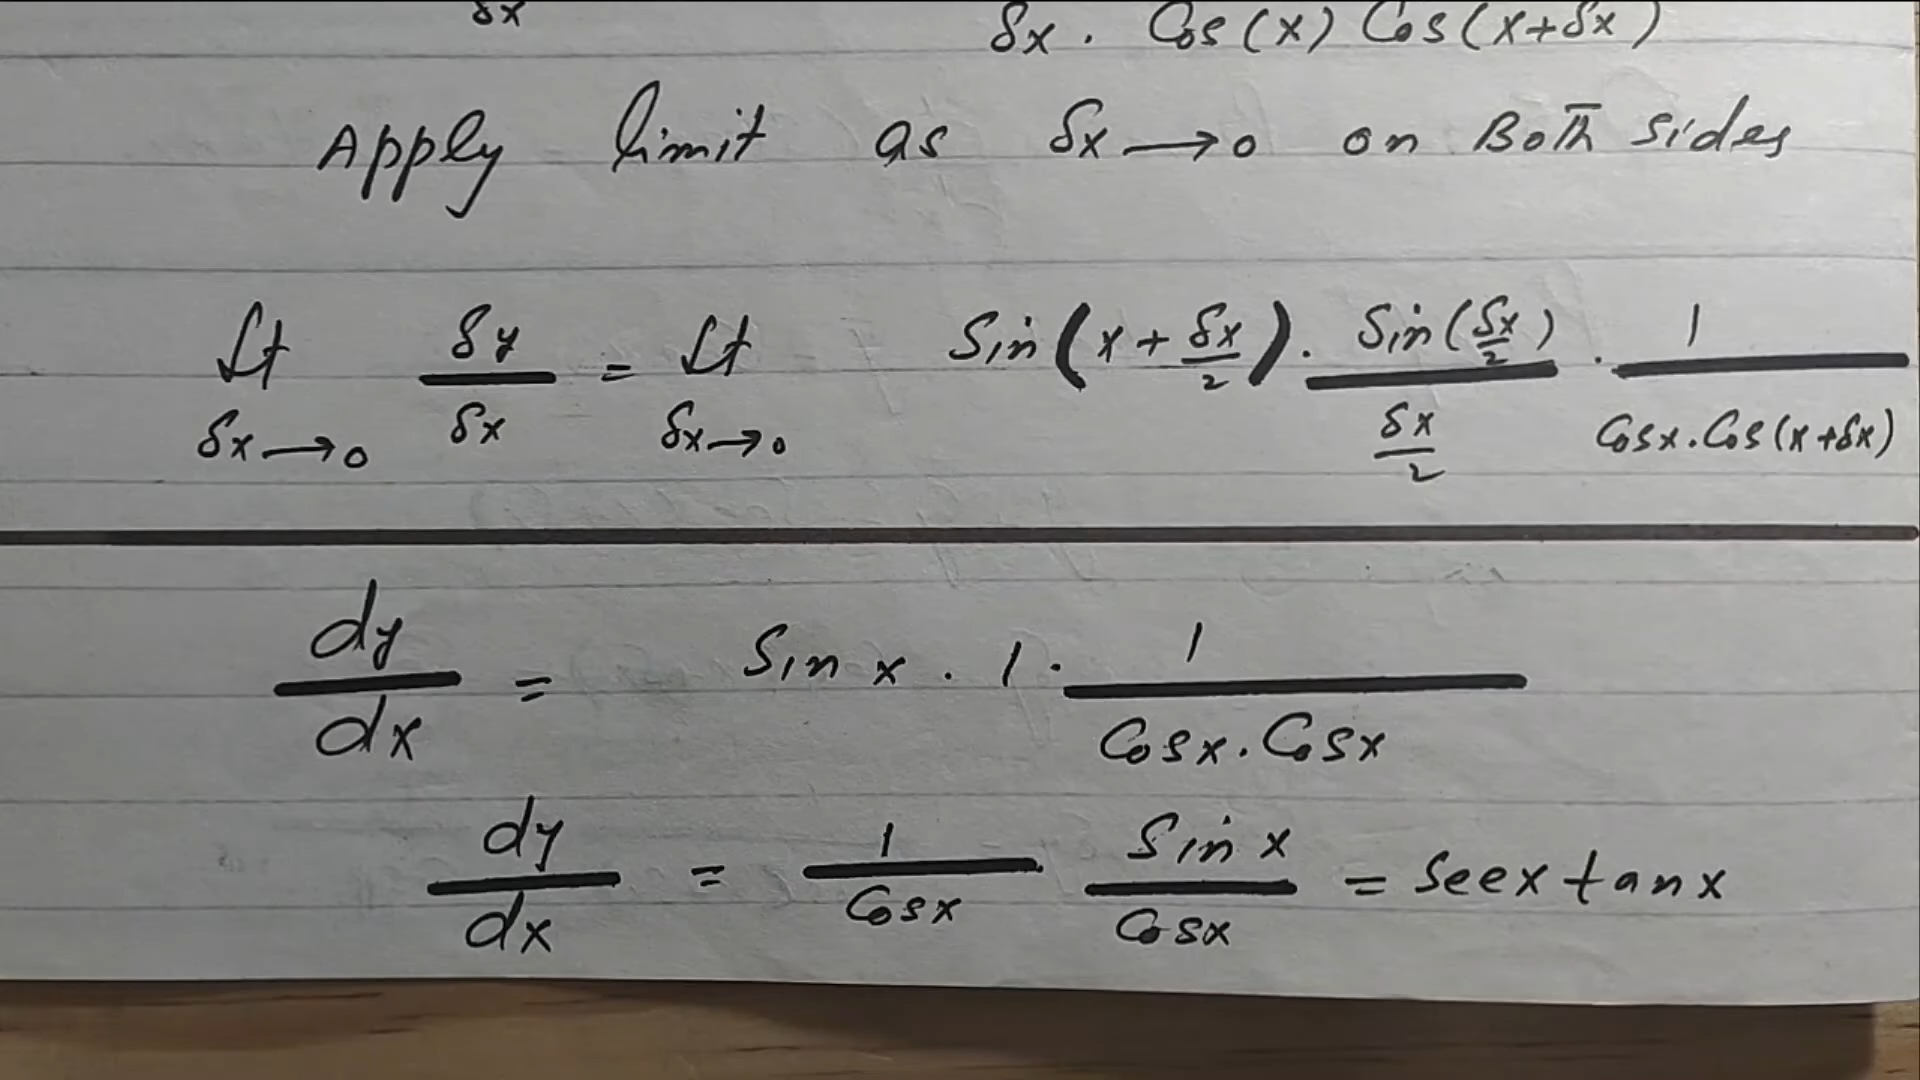 δx δx . Cos(x) Cos(x+δx)
Apply limit as δx→0 on Both sides
Lt δx→0 δy/δx = Lt δx→0 Sin(x + δx/2) . Sin(δx/2)/(δx/2) . 1/(Cosx.Cos(x+δx))
dy/dx = Sin x . 1 . 1/(Cosx.Cosx)
dy/dx = 1/Cosx Sin x/Cosx = Secx tanx